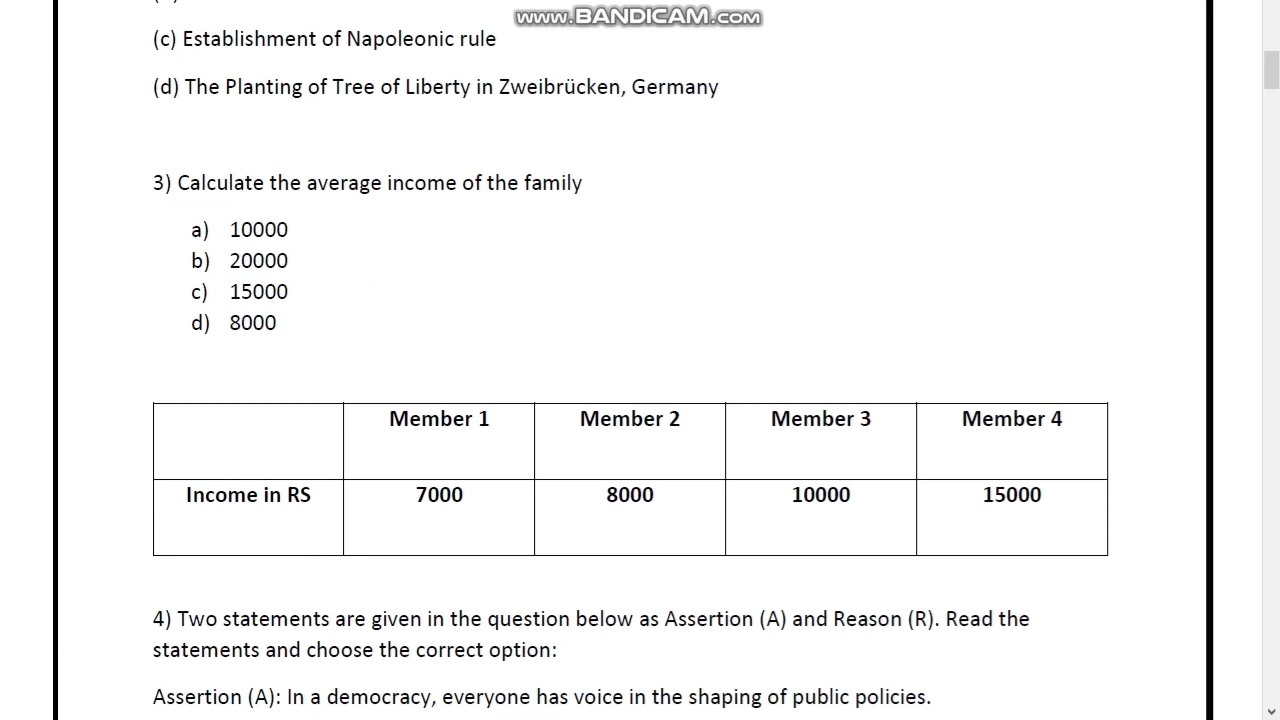 www.BANDICAM.com
(c) Establishment of Napoleonic rule
(d) The Planting of Tree of Liberty in Zweibrücken, Germany
3) Calculate the average income of the family
a) 10000
b) 20000
c) 15000
d) 8000
Member 1 Member 2 Member 3 Member 4
Income in RS 7000 8000 10000 15000
4) Two statements are given in the question below as Assertion (A) and Reason (R). Read the
statements and choose the correct option:
Assertion (A): In a democracy, everyone has voice in the shaping of public policies.